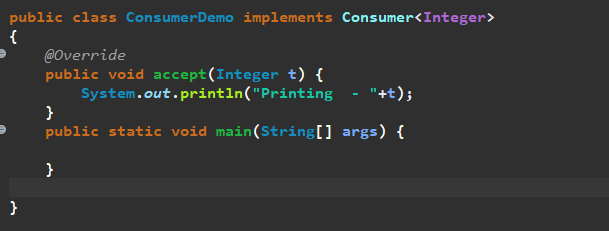 public class ConsumerDemo implements Consumer<Integer>
{
@Override
public void accept(Integer t) {
System.out.println("Printing  - "+t);
}
public static void main(String[] args) {
}
}